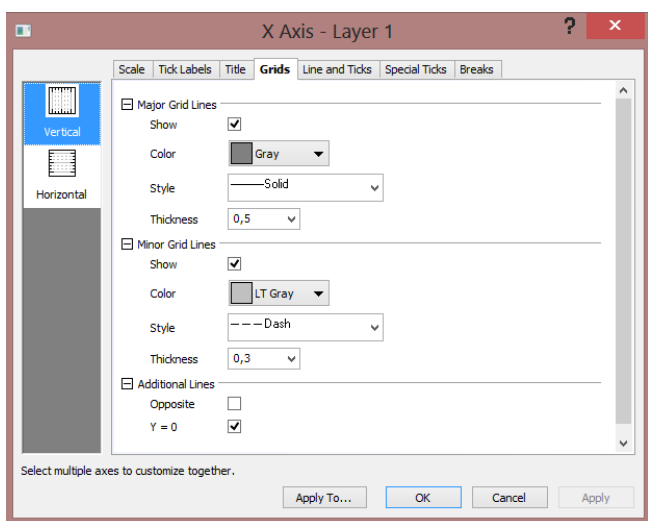 X Axis - Layer 1
?
×
Scale Tick Labels Title Grids Line and Ticks Special Ticks Breaks
Vertical
Horizontal
Major Grid Lines
Show
Color Gray
Style Solid
Thickness 0,5
Minor Grid Lines
Show
Color LT Gray
Style Dash
Thickness 0,3
Additional Lines
Opposite
Y = 0
Select multiple axes to customize together.
Apply To... OK Cancel Apply